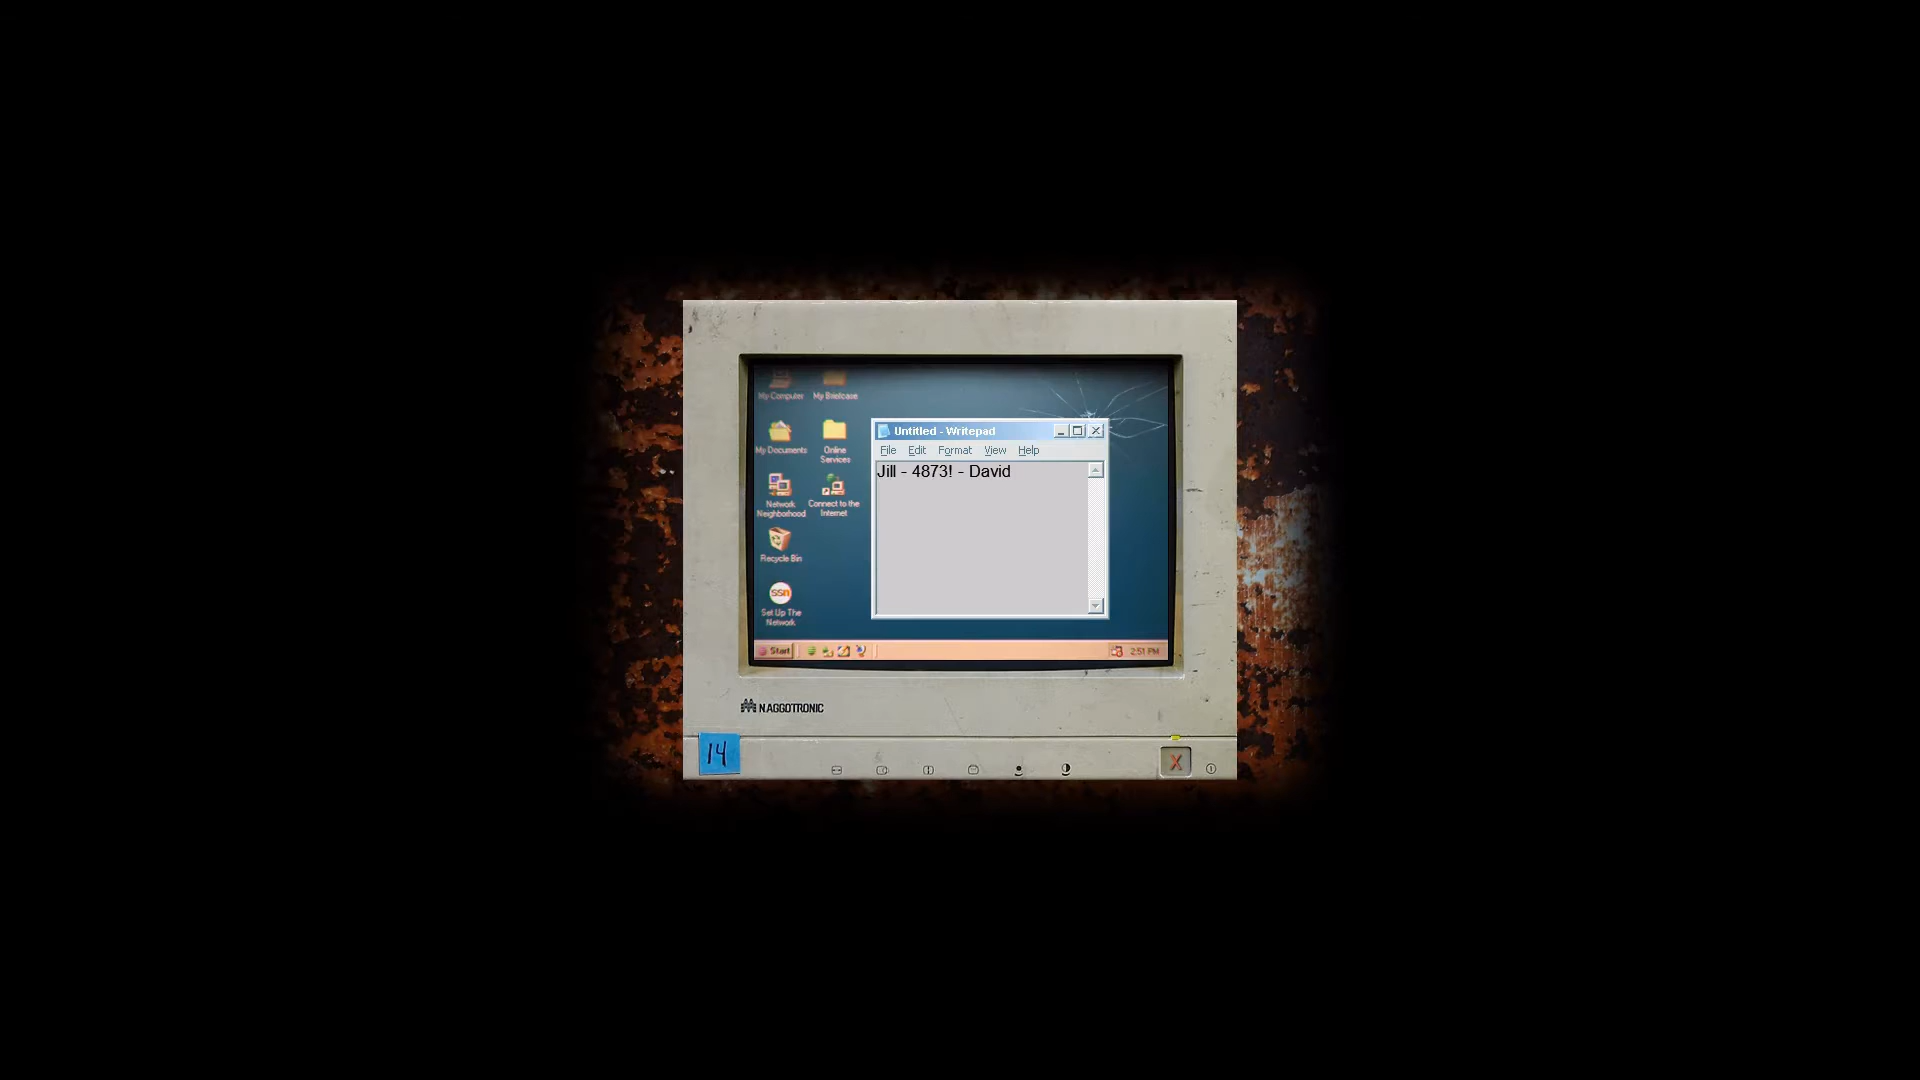 My Computer
My Briefcase
My Documents
Online
Services
Network
Neighborhood
Connect to the
Internet
Recycle Bin
ssn
Set Up The
Network
Untitled - Writepad
File Edit Format View Help
Jill - 4873! - David
Start
2:51 PM
NAGGOTRONIC
14
X